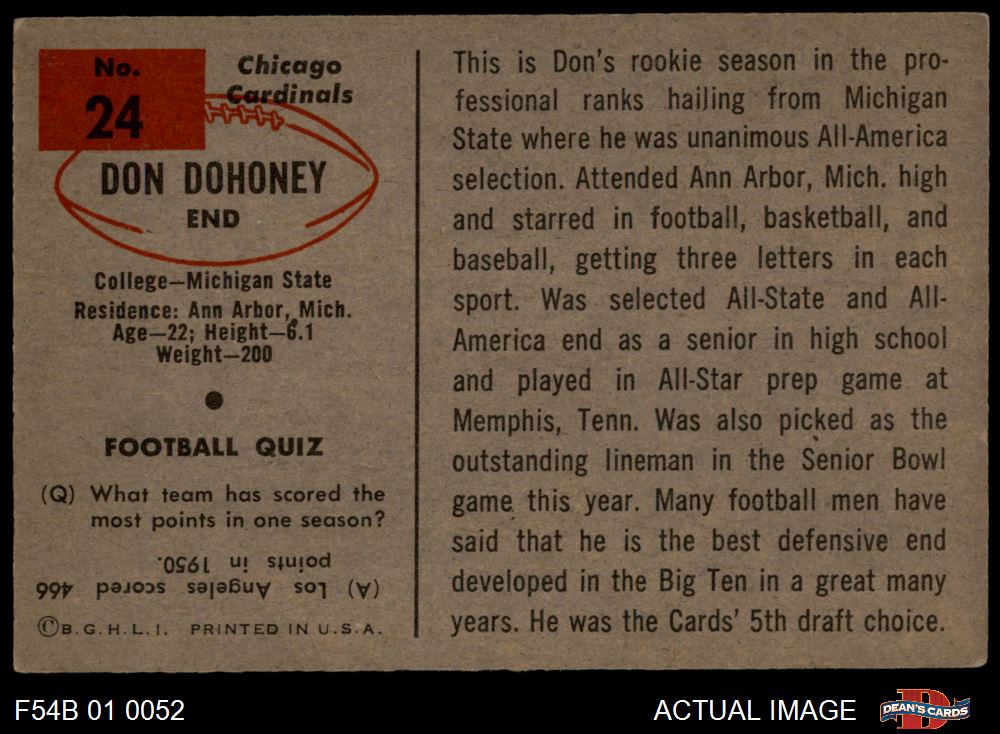 No.
24
Chicago
Cardinals
DON DOHONEY
END
College—Michigan State
Residence: Ann Arbor, Mich.
Age—22; Height—6.1
Weight—200
FOOTBALL QUIZ
(Q) What team has scored the
most points in one season?
(A) Los Angeles scored 466
points in 1950.
©B.G.H.L.I. PRINTED IN U.S.A.
This is Don's rookie season in the pro-
fessional ranks hailing from Michigan
State where he was unanimous All-America
selection. Attended Ann Arbor, Mich. high
and starred in football, basketball, and
baseball, getting three letters in each
sport. Was selected All-State and All-
America end as a senior in high school
and played in All-Star prep game at
Memphis, Tenn. Was also picked as the
outstanding lineman in the Senior Bowl
game this year. Many football men have
said that he is the best defensive end
developed in the Big Ten in a great many
years. He was the Cards' 5th draft choice.
F54B 01 0052
ACTUAL IMAGE
D
DEAN'S CARDS